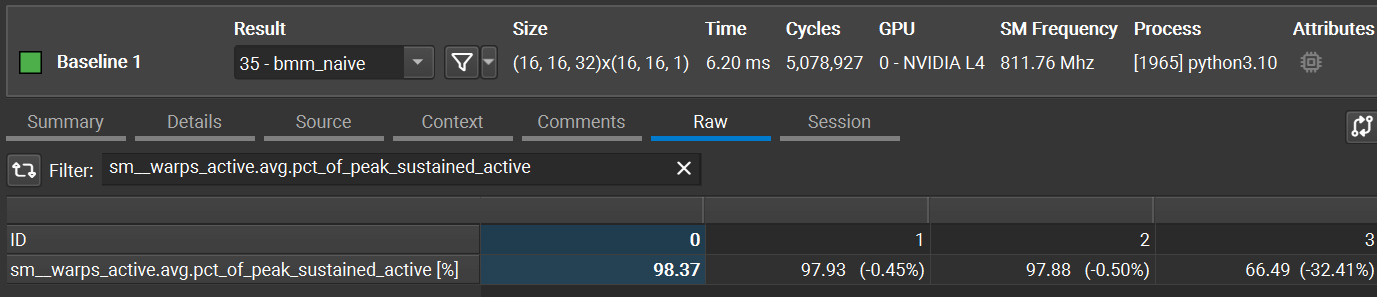 Result Size Time Cycles GPU SM Frequency Process Attributes
Baseline 1 35 - bmm_naive (16, 16, 32)x(16, 16, 1) 6.20 ms 5,078,927 0 - NVIDIA L4 811.76 Mhz [1965] python3.10
Summary Details Source Context Comments Raw Session
Filter: sm__warps_active.avg.pct_of_peak_sustained_active
ID 0 1 2 3
sm__warps_active.avg.pct_of_peak_sustained_active [%] 98.37 97.93 (-0.45%) 97.88 (-0.50%) 66.49 (-32.41%)